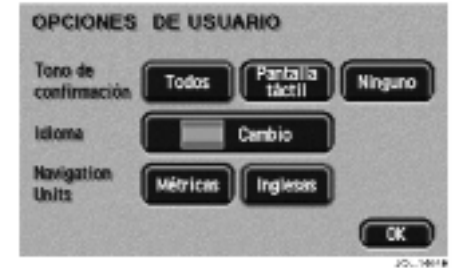 OPCIONES DE USUARIO
Tono de
confirmación
Todos
Pantalla
táctil
Ninguno
Idioma
Cambio
Navigation
Units
Métricas
Inglesas
OK